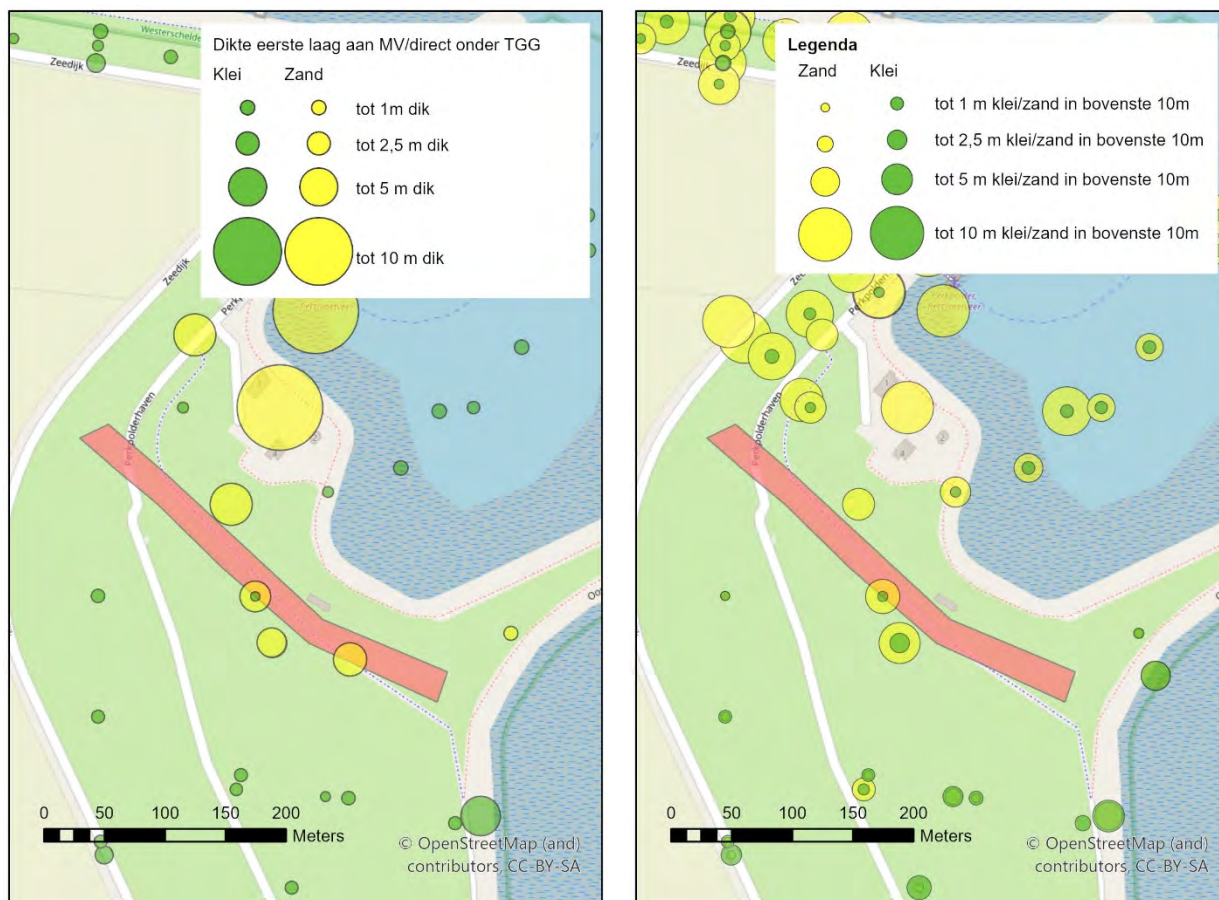 Dikte eerste laag aan MV/direct onder TGG
Klei Zand
tot 1m dik
tot 2,5 m dik
tot 5 m dik
tot 10 m dik
Westerschelde
Zeedijk
Zeedijk
Perkpolderhaven
0 50 100 150 200
Meters
© OpenStreetMap (and)
contributors, CC-BY-SA
Legenda
Zand Klei
tot 1 m klei/zand in bovenste 10m
tot 2,5 m klei/zand in bovenste 10m
tot 5 m klei/zand in bovenste 10m
tot 10 m klei/zand in bovenste 10m
Zeedijk
Perkpolderhaven
1
2
4
0 50 100 150 200
Meters
© OpenStreetMap (and)
contributors, CC-BY-SA